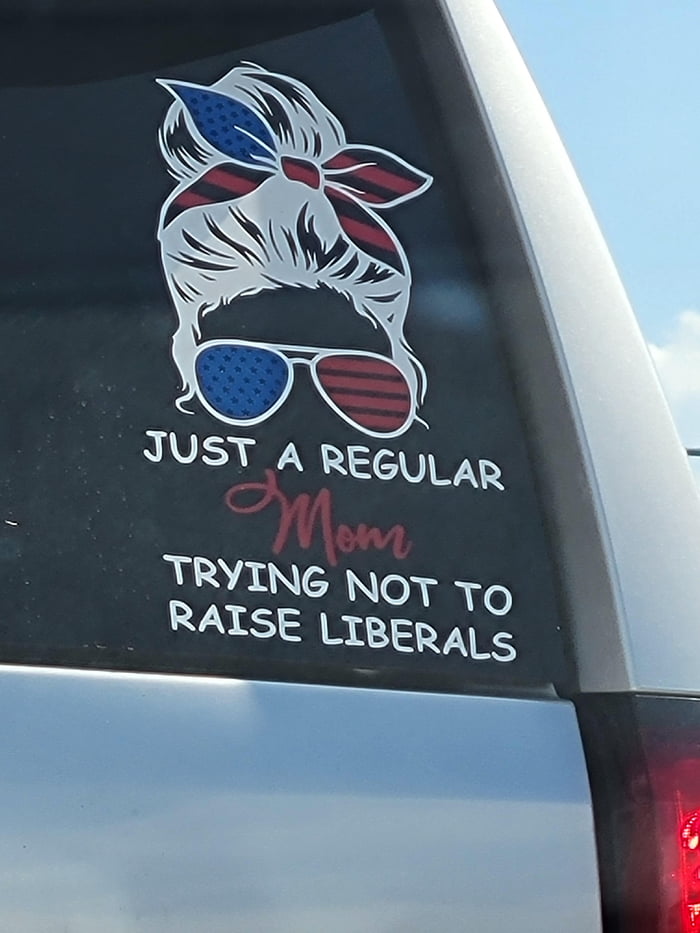 JUST A REGULAR
Mom
TRYING NOT TO
RAISE LIBERALS